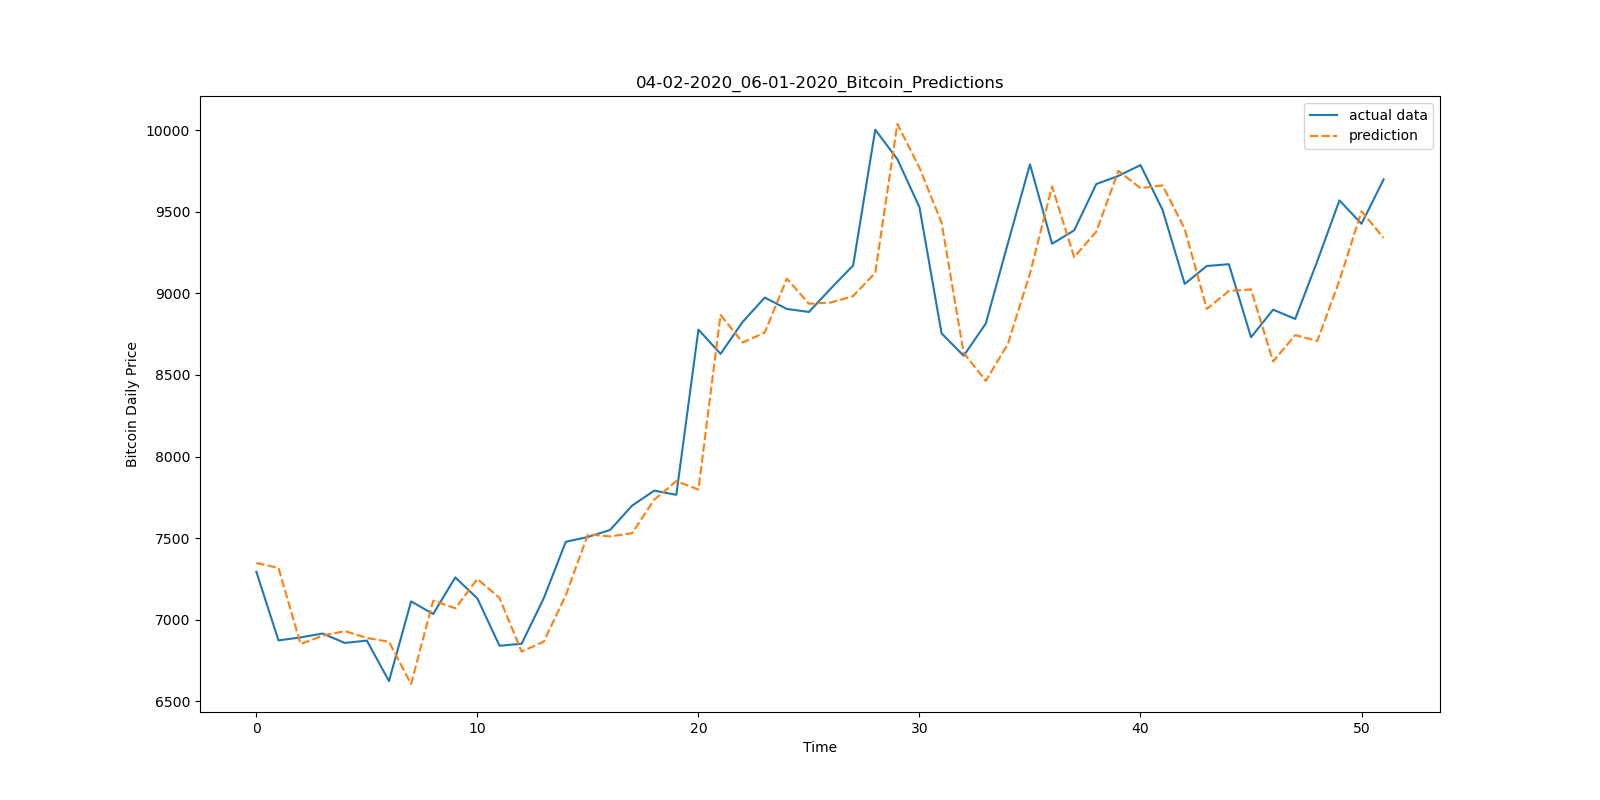 04-02-2020_06-01-2020_Bitcoin_Predictions
actual data
prediction
Bitcoin Daily Price
10000
9500
9000
8500
8000
7500
7000
6500
0 10 20 30 40 50
Time